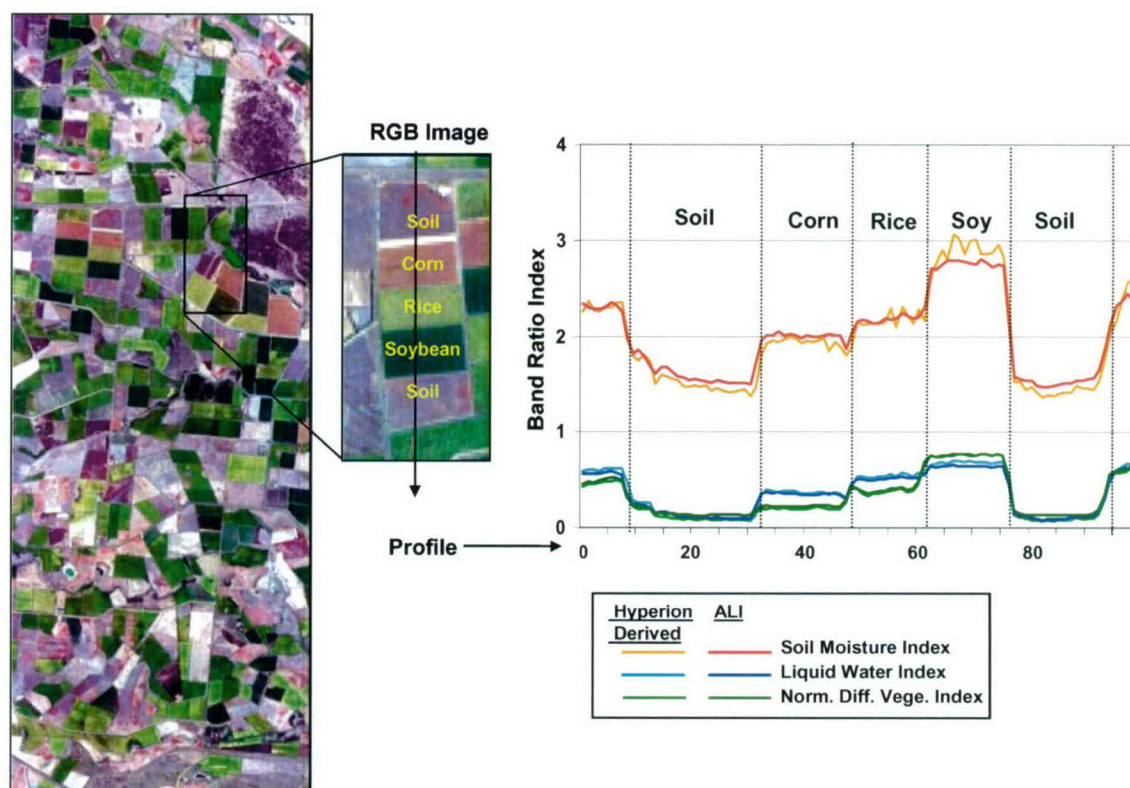 RGB Image
Soil
Corn
Rice
Soybean
Soil
Profile
Band Ratio Index
4
3
2
1
0
Soil Corn Rice Soy Soil
0 20 40 60 80
Hyperion Derived ALI
Soil Moisture Index
Liquid Water Index
Norm. Diff. Vege. Index